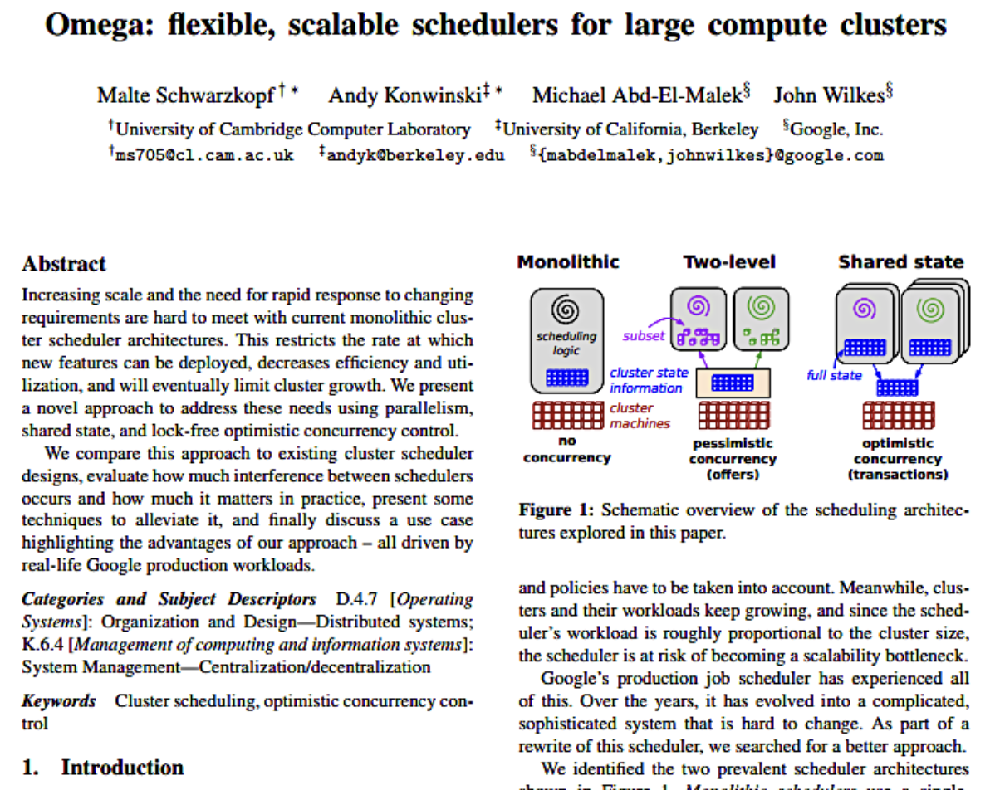 Omega: flexible, scalable schedulers for large compute clusters
Malte Schwarzkopf† * Andy Konwinski‡ * Michael Abd-El-Malek§ John Wilkes§
†University of Cambridge Computer Laboratory ‡University of California, Berkeley §Google, Inc.
†ms705@cl.cam.ac.uk ‡andyk@berkeley.edu §{mabdelmalek,johnwilkes}@google.com
Abstract
Increasing scale and the need for rapid response to changing
requirements are hard to meet with current monolithic clus-
ter scheduler architectures. This restricts the rate at which
new features can be deployed, decreases efficiency and uti-
lization, and will eventually limit cluster growth. We present
a novel approach to address these needs using parallelism,
shared state, and lock-free optimistic concurrency control.
We compare this approach to existing cluster scheduler
designs, evaluate how much interference between schedulers
occurs and how much it matters in practice, present some
techniques to alleviate it, and finally discuss a use case
highlighting the advantages of our approach – all driven by
real-life Google production workloads.
Categories and Subject Descriptors D.4.7 [Operating
Systems]: Organization and Design—Distributed systems;
K.6.4 [Management of computing and information systems]:
System Management—Centralization/decentralization
Keywords Cluster scheduling, optimistic concurrency con-
trol
1. Introduction
Monolithic Two-level Shared state
scheduling
logic
subset
cluster state
information
full state
cluster
machines
no
concurrency
pessimistic
concurrency
(offers)
optimistic
concurrency
(transactions)
Figure 1: Schematic overview of the scheduling architec-
tures explored in this paper.
and policies have to be taken into account. Meanwhile, clus-
ters and their workloads keep growing, and since the sched-
uler's workload is roughly proportional to the cluster size,
the scheduler is at risk of becoming a scalability bottleneck.
Google's production job scheduler has experienced all
of this. Over the years, it has evolved into a complicated,
sophisticated system that is hard to change. As part of a
rewrite of this scheduler, we searched for a better approach.
We identified the two prevalent scheduler architectures
shown in Figure 1. Monolithic schedulers use a single,